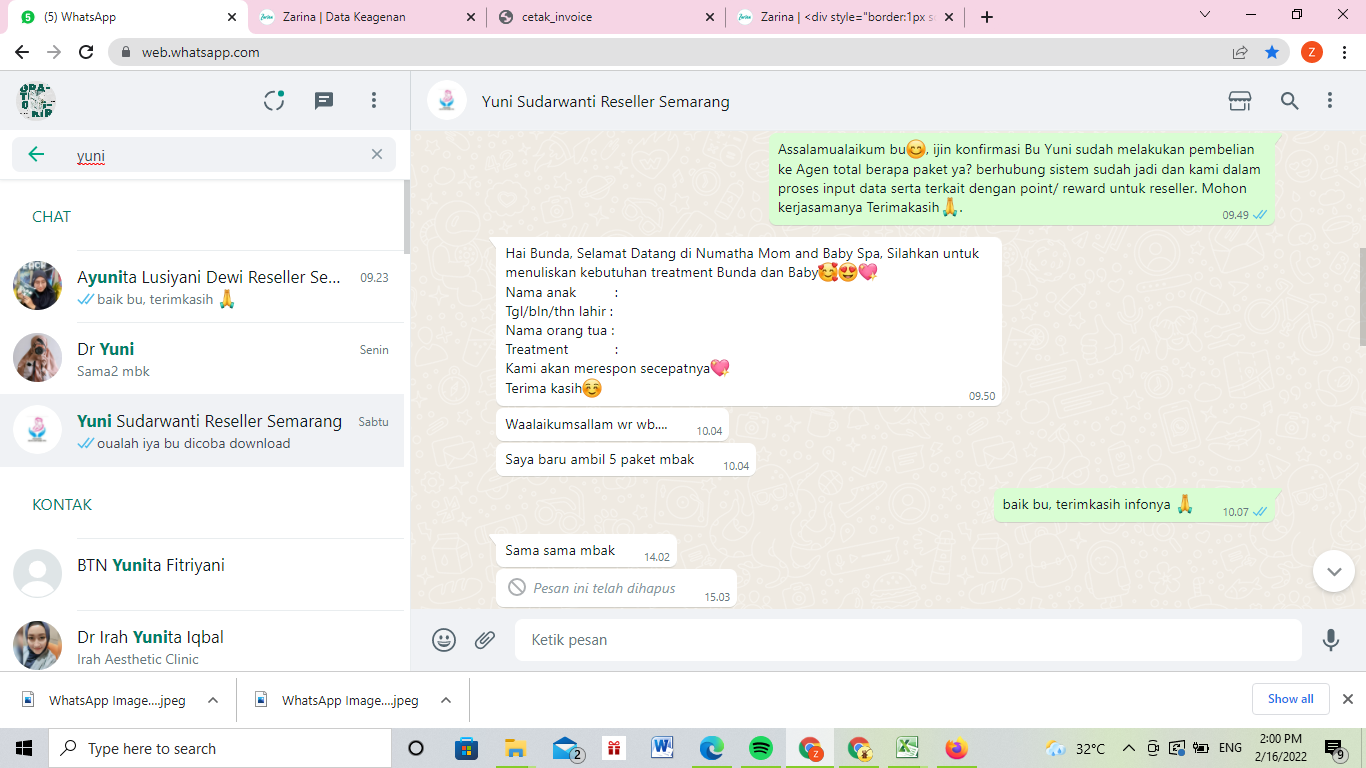 (5) WhatsApp
Zarina | Data Keagenan
cetak_invoice
Zarina | <div style="border:1px s
web.whatsapp.com
Z
yuni
CHAT
Ayunita Lusiyani Dewi Reseller Se...
09.23
baik bu, terimkasih 🙏
Dr Yuni
Senin
Sama2 mbk
Yuni Sudarwanti Reseller Semarang
Sabtu
oualah iya bu dicoba download
KONTAK
BTN Yunita Fitriyani
Dr Irah Yunita Iqbal
Irah Aesthetic Clinic
Yuni Sudarwanti Reseller Semarang
Assalamualaikum bu😊, ijin konfirmasi Bu Yuni sudah melakukan pembelian
ke Agen total berapa paket ya? berhubung sistem sudah jadi dan kami dalam
proses input data serta terkait dengan point/ reward untuk reseller. Mohon
kerjasamanya Terimakasih🙏.
09.49
Hai Bunda, Selamat Datang di Numatha Mom and Baby Spa, Silahkan untuk
menuliskan kebutuhan treatment Bunda dan Baby🥰😍💖
Nama anak :
Tgl/bln/thn lahir :
Nama orang tua :
Treatment :
Kami akan merespon secepatnya💖
Terima kasih☺️
09.50
Waalaikumsallam wr wb....
10.04
Saya baru ambil 5 paket mbak
10.04
baik bu, terimkasih infonya 🙏
10.07
Sama sama mbak
14.02
Pesan ini telah dihapus
15.03
Ketik pesan
WhatsApp Image....jpeg
WhatsApp Image....jpeg
Show all
Type here to search
2
Z
32°C
ENG
2:00 PM
2/16/2022
9